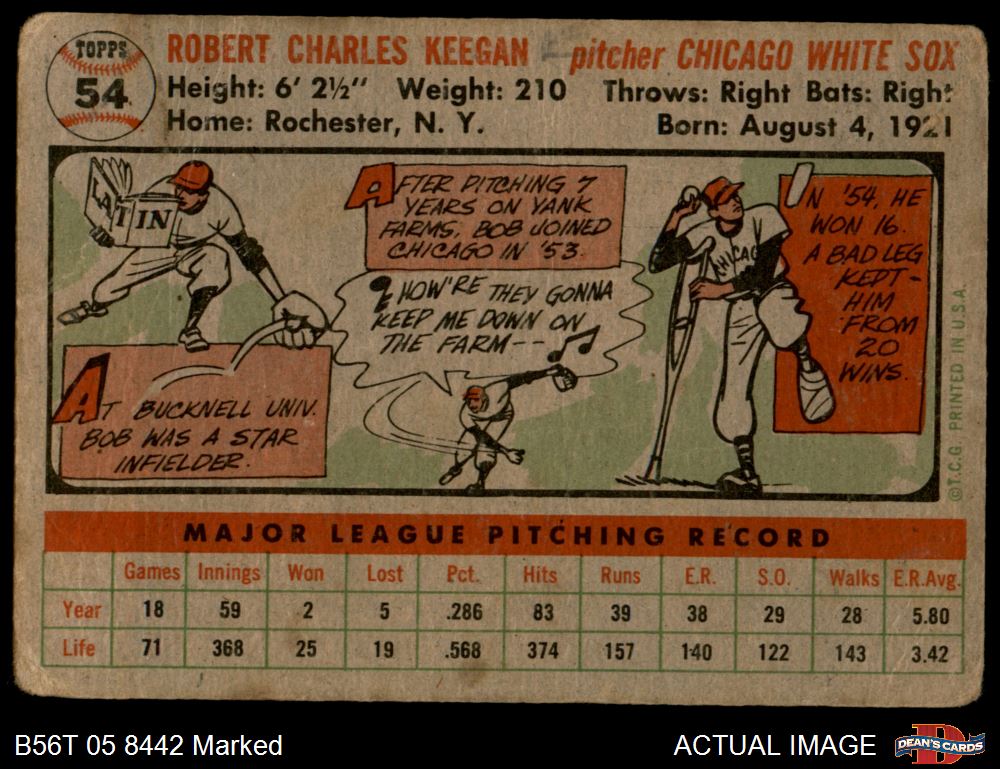 TOPPS
54
ROBERT CHARLES KEEGAN pitcher CHICAGO WHITE SOX
Height: 6' 2½" Weight: 210 Throws: Right Bats: Right
Home: Rochester, N. Y. Born: August 4, 1921
LATIN
AT BUCKNELL UNIV.
BOB WAS A STAR
INFIELDER.
AFTER PITCHING 7
YEARS ON YANK
FARMS, BOB JOINED
CHICAGO IN '53.
HOW'RE THEY GONNA
KEEP ME DOWN ON
THE FARM--
CHICAGO
IN '54, HE
WON 16.
A BAD LEG
KEPT-
HIM
FROM
20
WINS.
©T.C.G. PRINTED IN U.S.A.
MAJOR LEAGUE PITCHING RECORD
Games Innings Won Lost Pct. Hits Runs E.R. S.O. Walks E.R.Avg.
Year 18 59 2 5 .286 83 39 38 29 28 5.80
Life 71 368 25 19 .568 374 157 140 122 143 3.42
B56T 05 8442 Marked ACTUAL IMAGE
DEAN'S CARDS